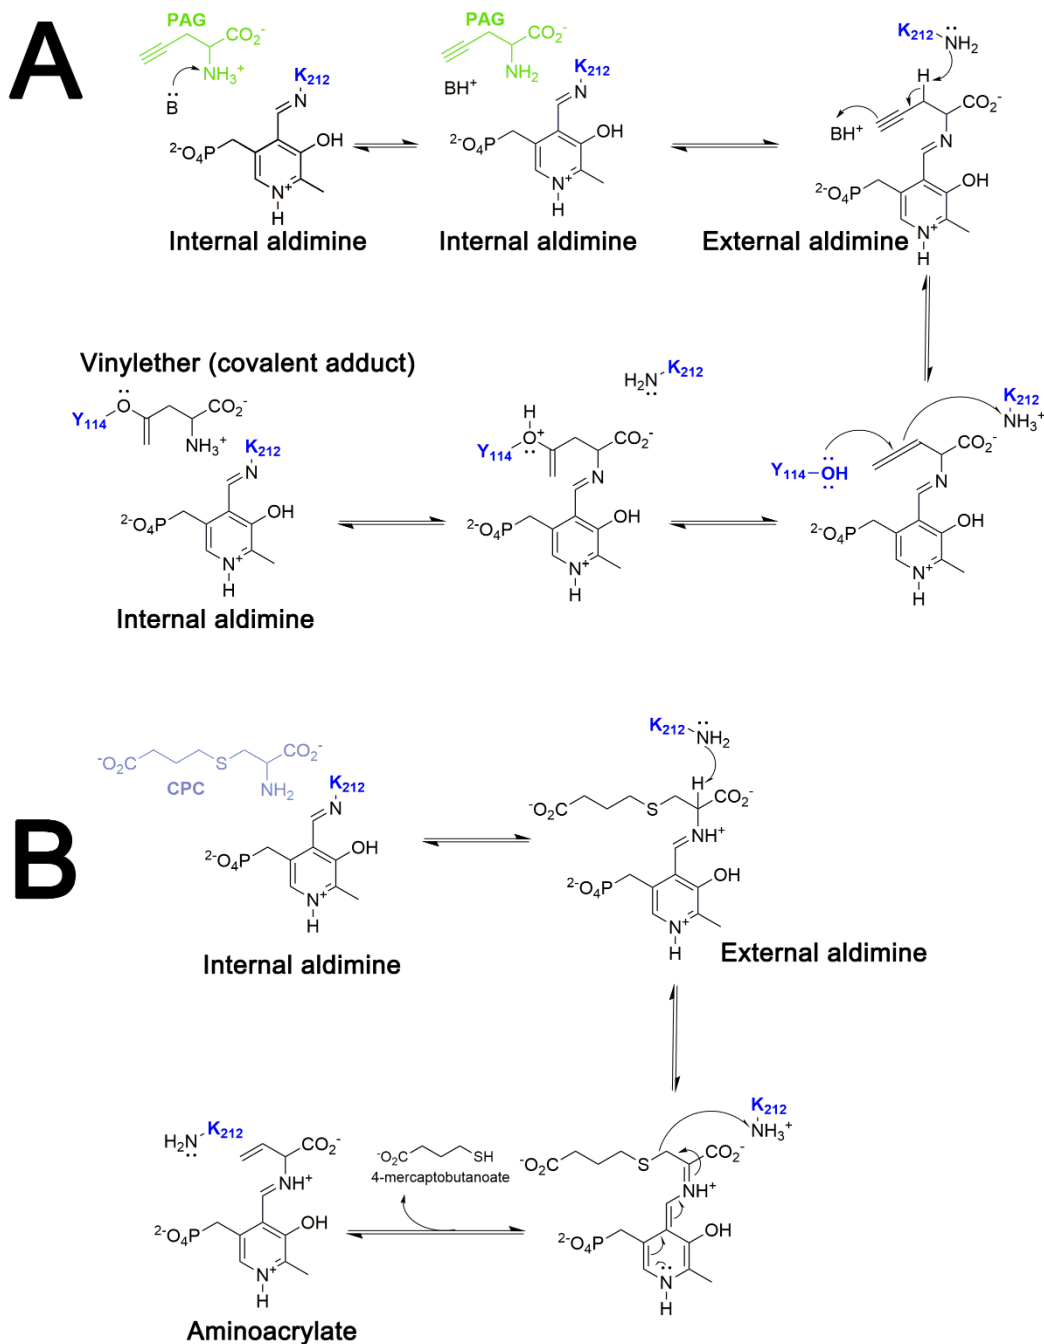 A
PAG
CO₂⁻
NH₃⁺
B̈
K₂₁₂
N
²⁻O₄P
OH
N⁺
H
Internal aldimine
PAG
CO₂⁻
NH₂
BH⁺
K₂₁₂
N
²⁻O₄P
OH
N⁺
H
Internal aldimine
K₂₁₂
NH₂
H
CO₂⁻
BH⁺
N
²⁻O₄P
OH
N⁺
H
External aldimine
Vinylether (covalent adduct)
Y₁₁₄
O
CO₂⁻
NH₃⁺
K₂₁₂
N
²⁻O₄P
OH
N⁺
H
Internal aldimine
H₂N
K₂₁₂
H
O⁺
Y₁₁₄
CO₂⁻
N
²⁻O₄P
OH
N⁺
H
K₂₁₂
NH₃⁺
Y₁₁₄–OH
CO₂⁻
N
²⁻O₄P
OH
N⁺
H
B
⁻O₂C
S
CO₂⁻
CPC
NH₂
K₂₁₂
N
²⁻O₄P
OH
N⁺
H
Internal aldimine
K₂₁₂
NH₂
H
⁻O₂C
S
CO₂⁻
NH⁺
²⁻O₄P
OH
N⁺
H
External aldimine
H₂N
K₂₁₂
CO₂⁻
NH⁺
²⁻O₄P
OH
N⁺
H
Aminoacrylate
⁻O₂C
SH
4-mercaptobutanoate
K₂₁₂
NH₃⁺
⁻O₂C
S
CO₂⁻
NH⁺
²⁻O₄P
OH
N
H